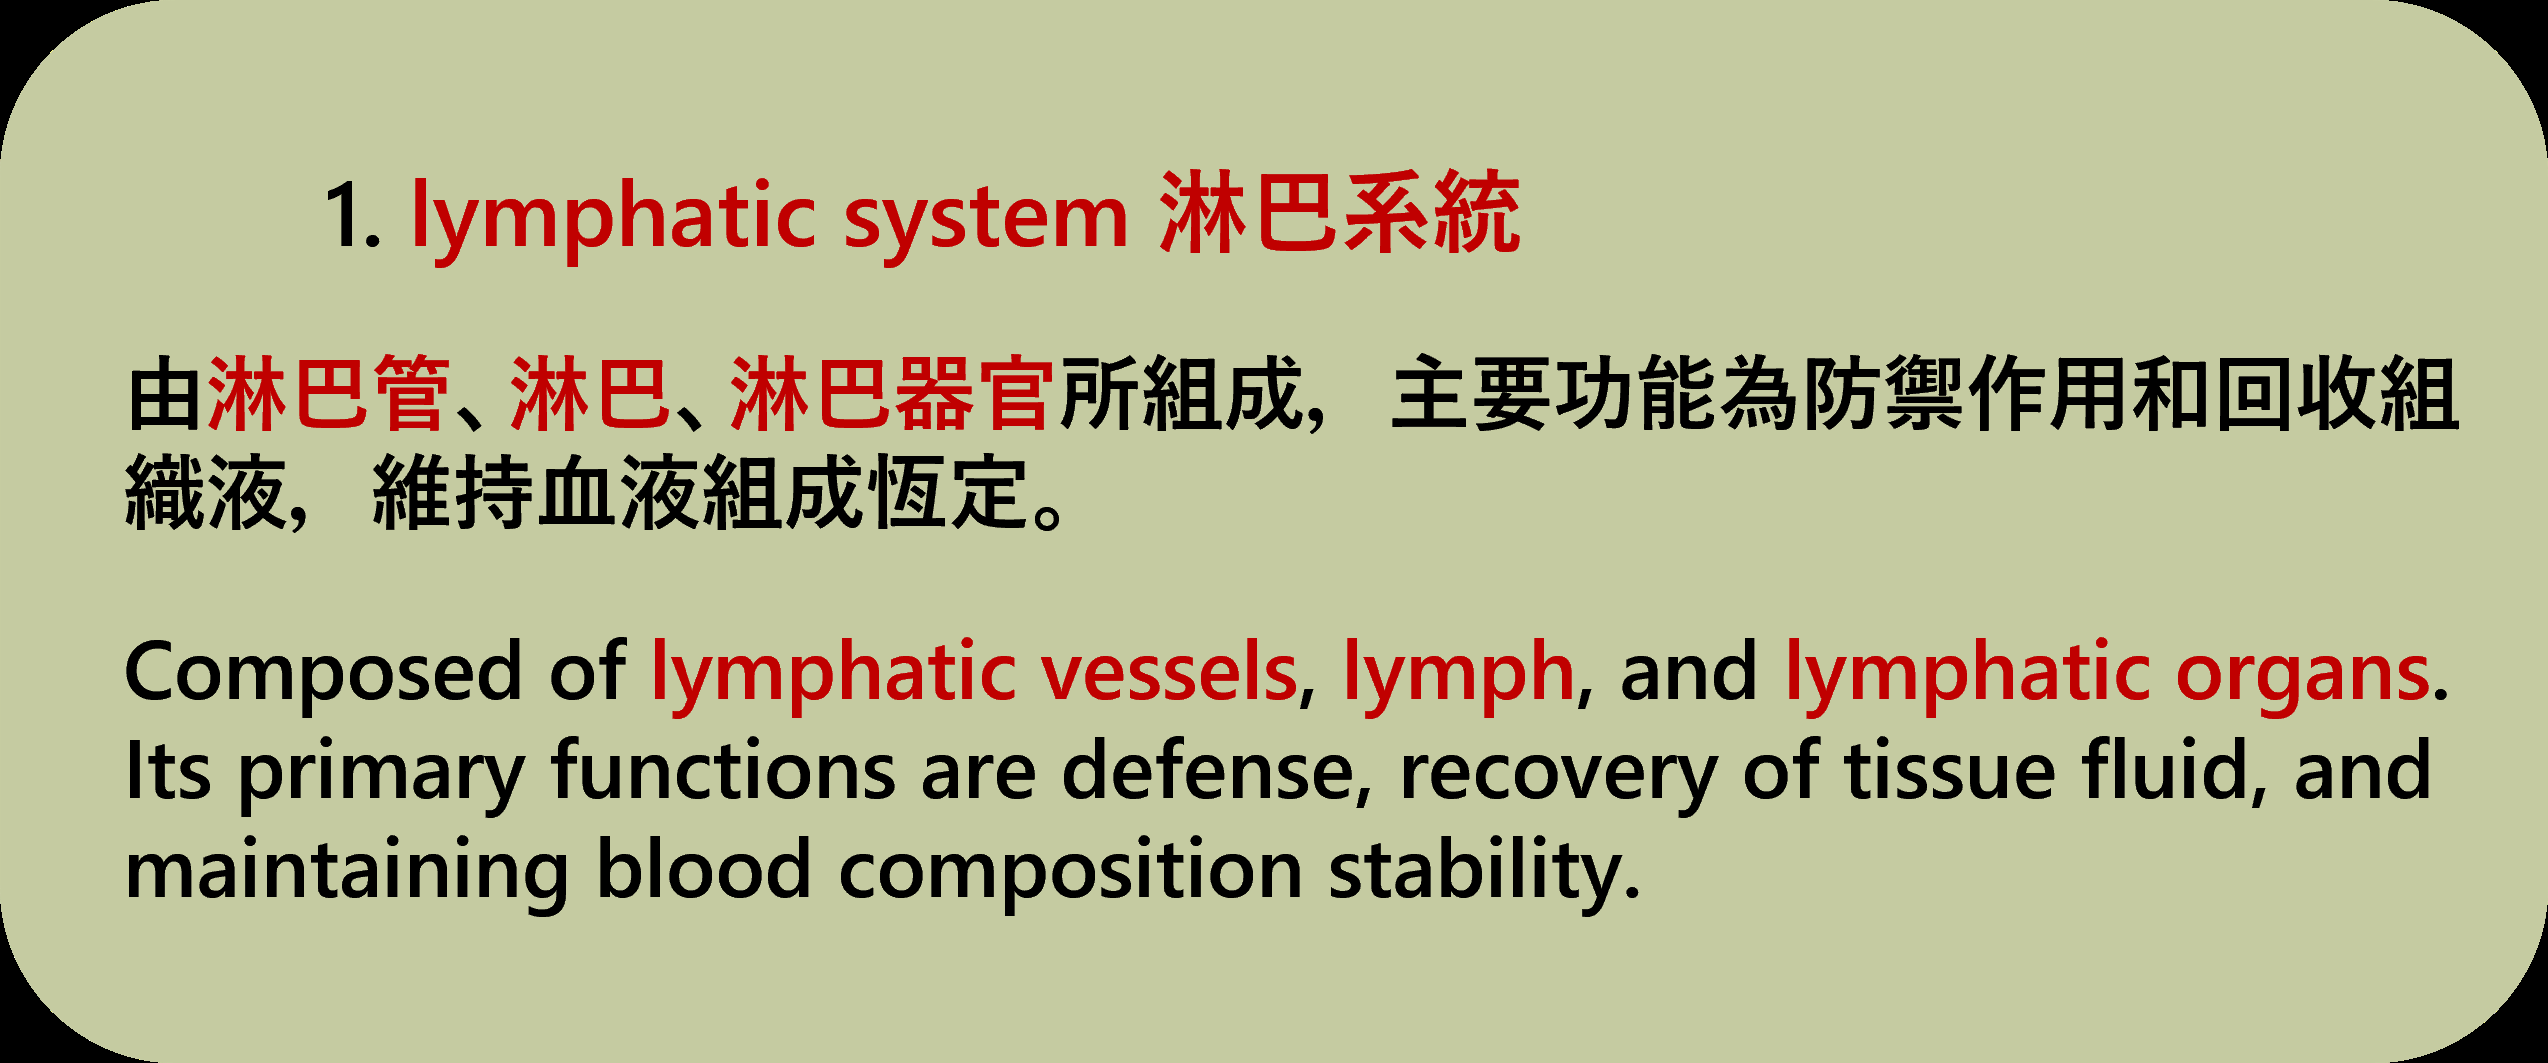 1. lymphatic system 淋巴系統
由淋巴管、淋巴、淋巴器官所組成，主要功能為防禦作用和回收組
織液，維持血液組成恆定。
Composed of lymphatic vessels, lymph, and lymphatic organs.
Its primary functions are defense, recovery of tissue fluid, and
maintaining blood composition stability.